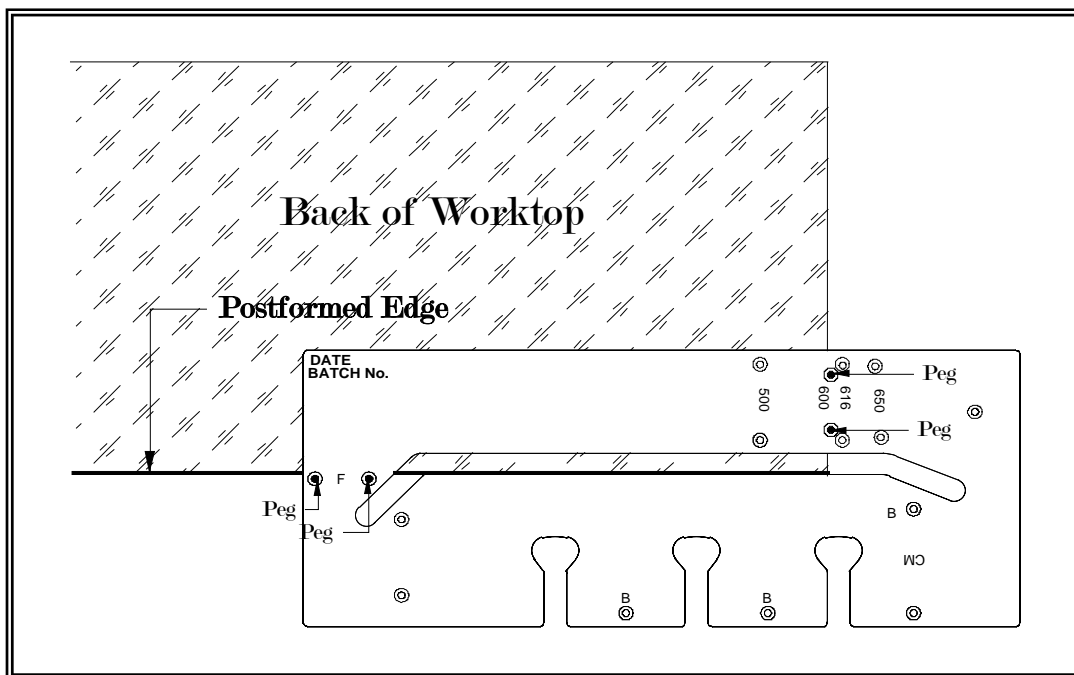 Back of Worktop
Postformed Edge
DATE
BATCH No.
500
600
616
650
Peg
Peg
F
Peg
Peg
B
CM
B
B